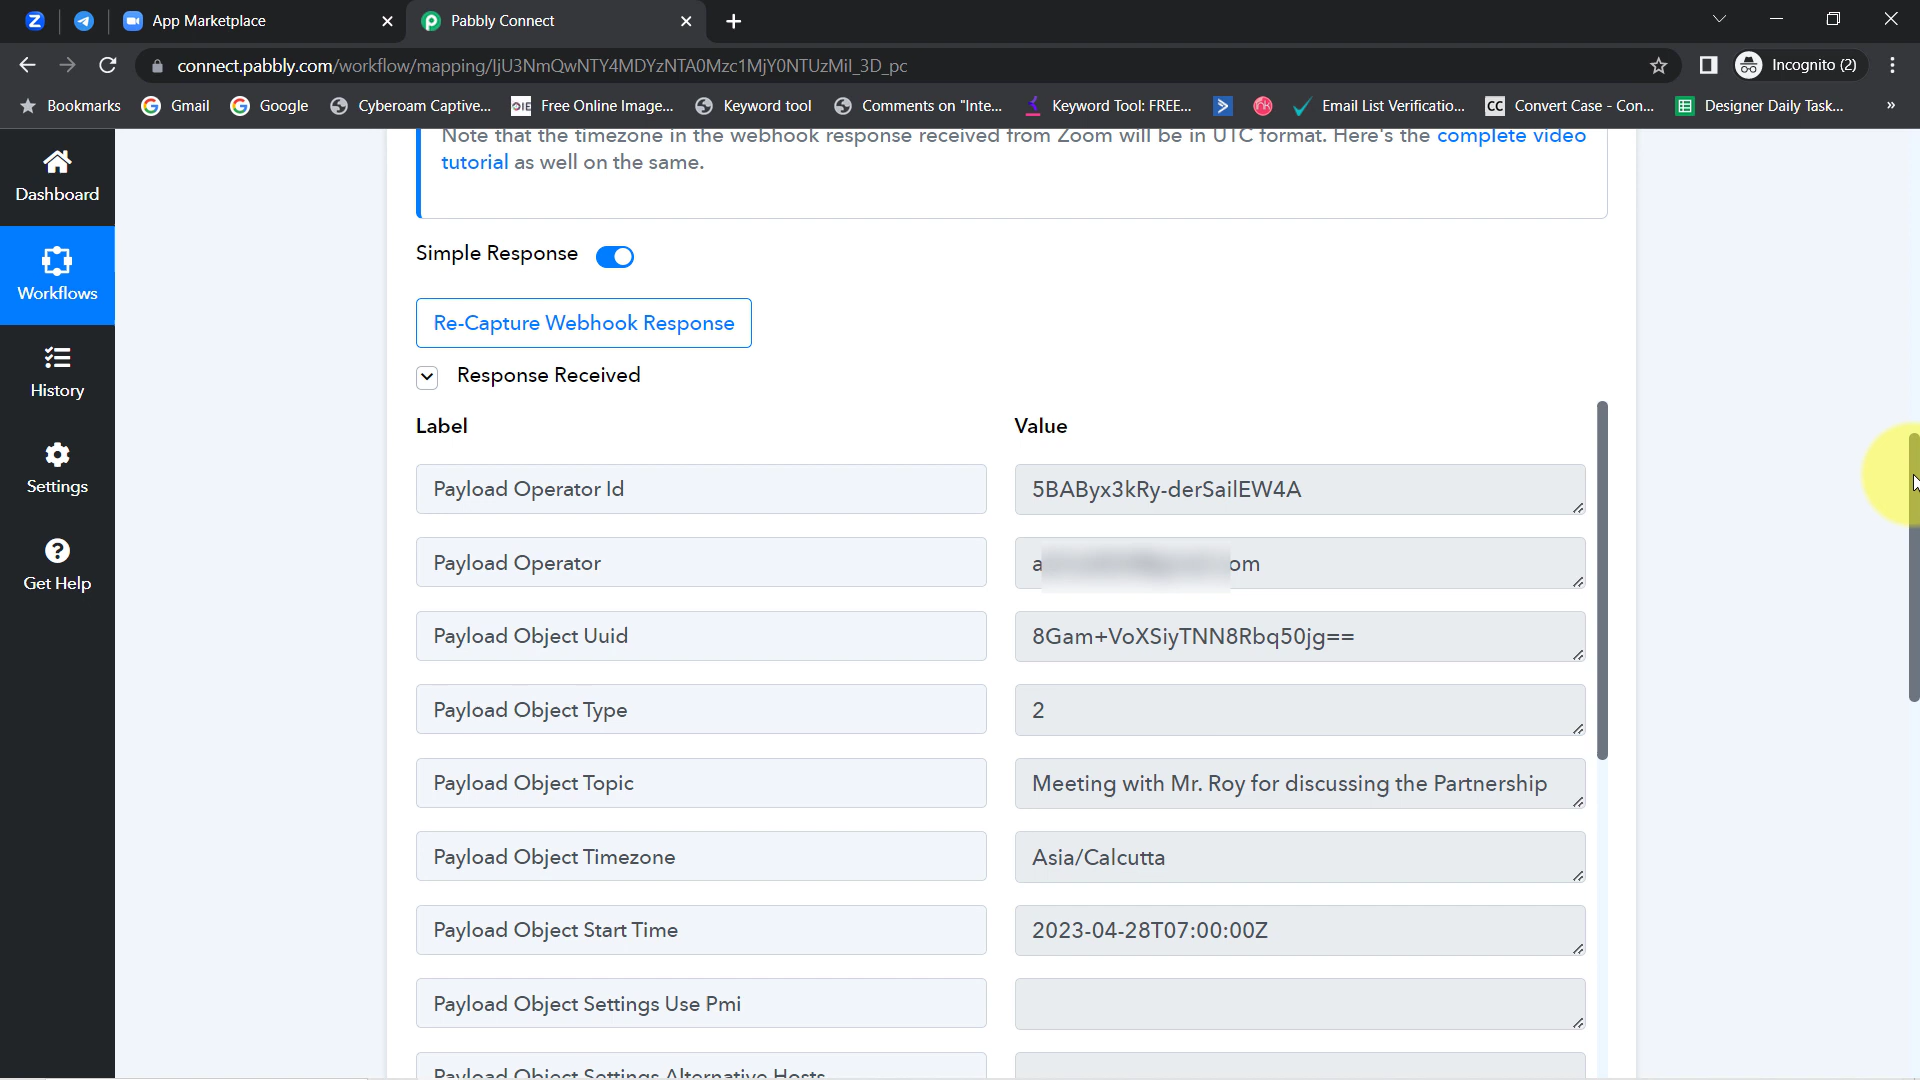 App Marketplace
Pabbly Connect
connect.pabbly.com/workflow/mapping/IjU3NmQwNTY4MDYzNTA0Mzc1MjY0NTUzMiI_3D_pc
Incognito (2)
Bookmarks
Gmail
Google
Cyberoam Captive...
Free Online Image...
Keyword tool
Comments on "Inte...
Keyword Tool: FREE...
Email List Verificatio...
CC
Convert Case - Con...
Designer Daily Task...
»
Note that the timezone in the webhook response received from Zoom will be in UTC format. Here's the complete video
tutorial as well on the same.
Dashboard
Workflows
History
Settings
Get Help
Simple Response
Re-Capture Webhook Response
Response Received
Label
Value
Payload Operator Id
5BAByx3kRy-derSailEW4A
Payload Operator
Payload Object Uuid
8Gam+VoXSiyTNN8Rbq50jg==
Payload Object Type
2
Payload Object Topic
Meeting with Mr. Roy for discussing the Partnership
Payload Object Timezone
Asia/Calcutta
Payload Object Start Time
2023-04-28T07:00:00Z
Payload Object Settings Use Pmi
Payload Object Settings Alternative Hosts